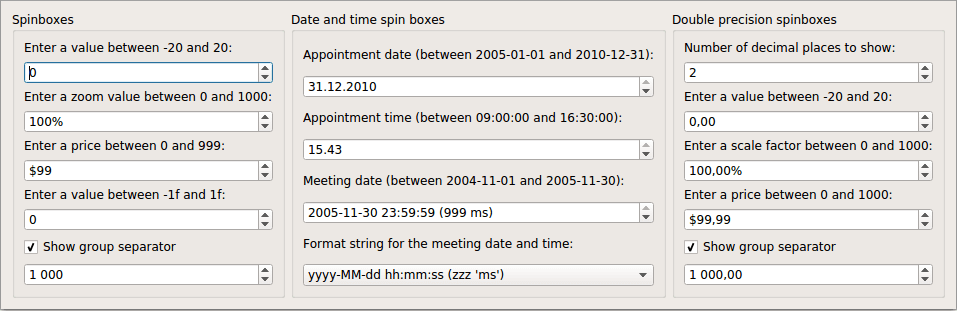 Spinboxes
Enter a value between -20 and 20:
0
Enter a zoom value between 0 and 1000:
100%
Enter a price between 0 and 999:
$99
Enter a value between -1f and 1f:
0
Show group separator
1 000
Date and time spin boxes
Appointment date (between 2005-01-01 and 2010-12-31):
31.12.2010
Appointment time (between 09:00:00 and 16:30:00):
15.43
Meeting date (between 2004-11-01 and 2005-11-30):
2005-11-30 23:59:59 (999 ms)
Format string for the meeting date and time:
yyyy-MM-dd hh:mm:ss (zzz 'ms')
Double precision spinboxes
Number of decimal places to show:
2
Enter a value between -20 and 20:
0,00
Enter a scale factor between 0 and 1000:
100,00%
Enter a price between 0 and 1000:
$99,99
Show group separator
1 000,00